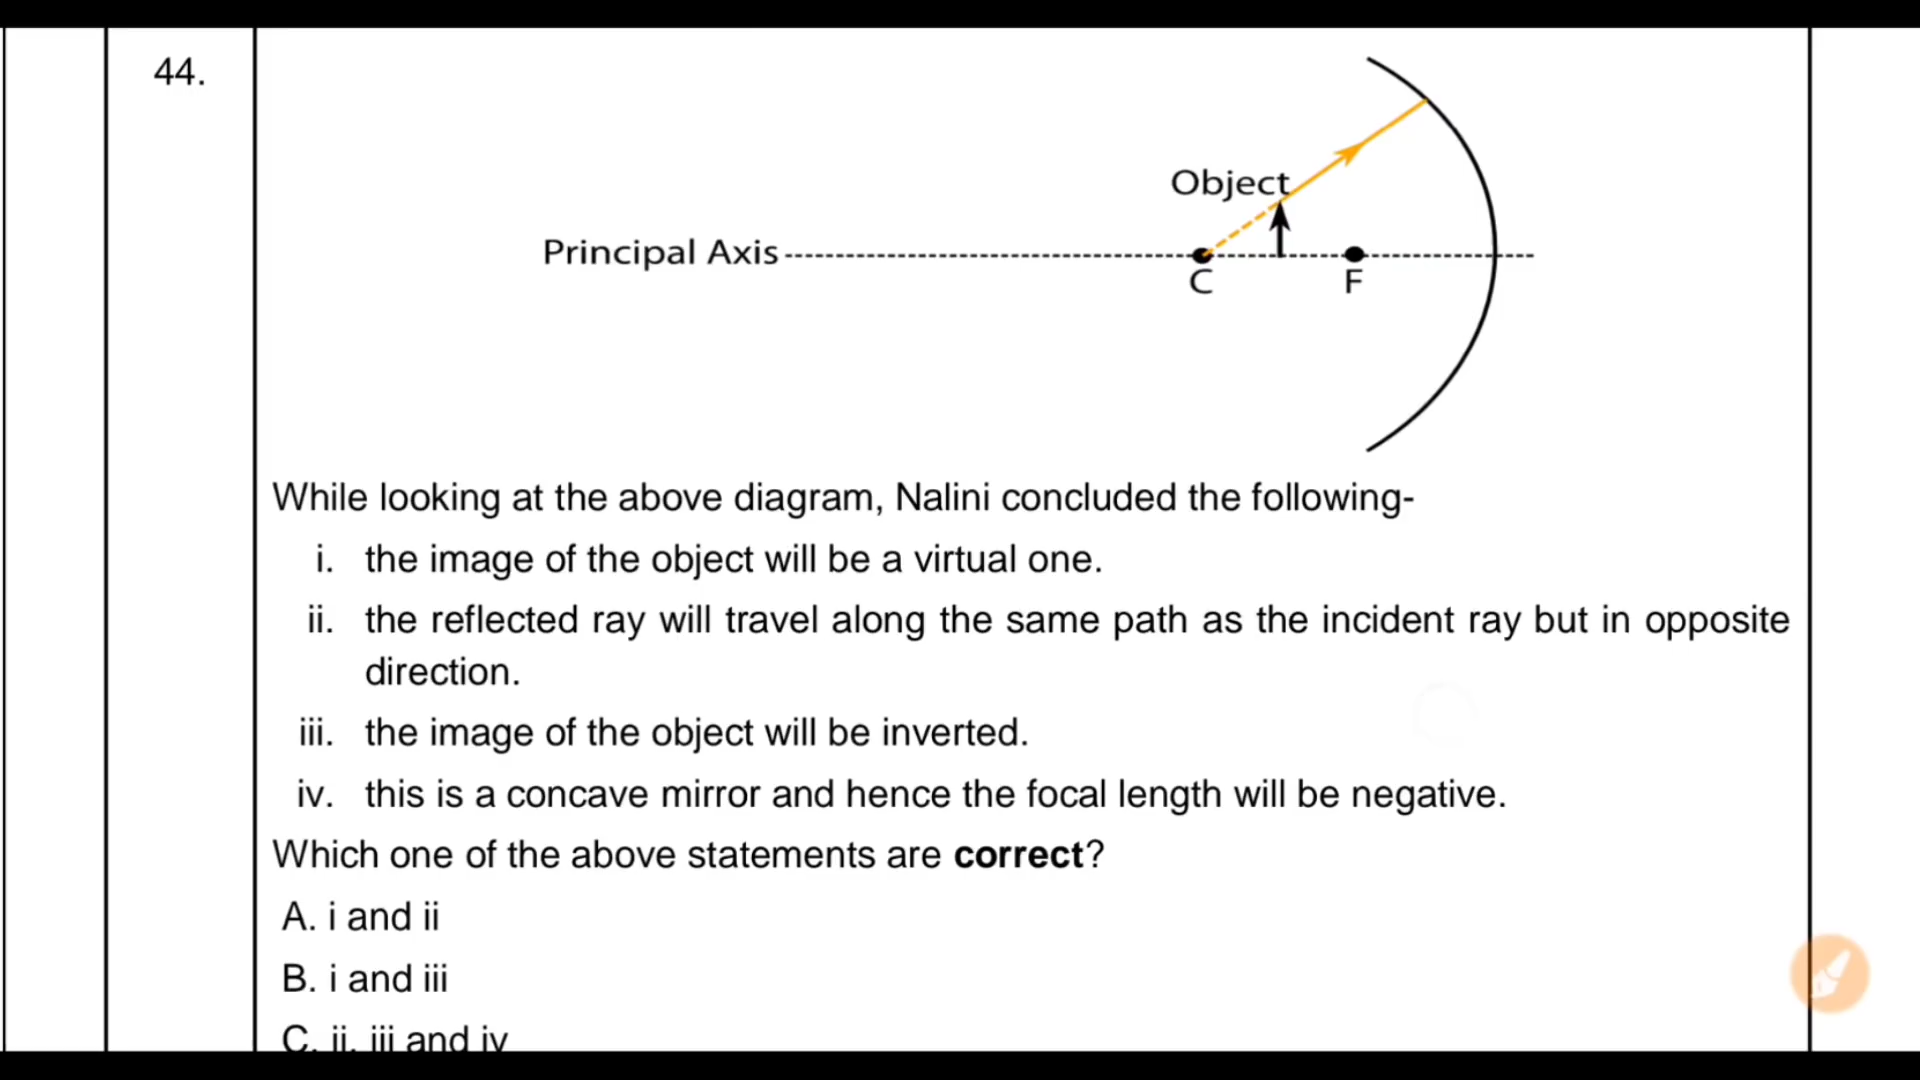 44.
Object
Principal Axis
C
F
While looking at the above diagram, Nalini concluded the following-
i. the image of the object will be a virtual one.
ii. the reflected ray will travel along the same path as the incident ray but in opposite
direction.
iii. the image of the object will be inverted.
iv. this is a concave mirror and hence the focal length will be negative.
Which one of the above statements are correct?
A. i and ii
B. i and iii
C. ii, iii and iv